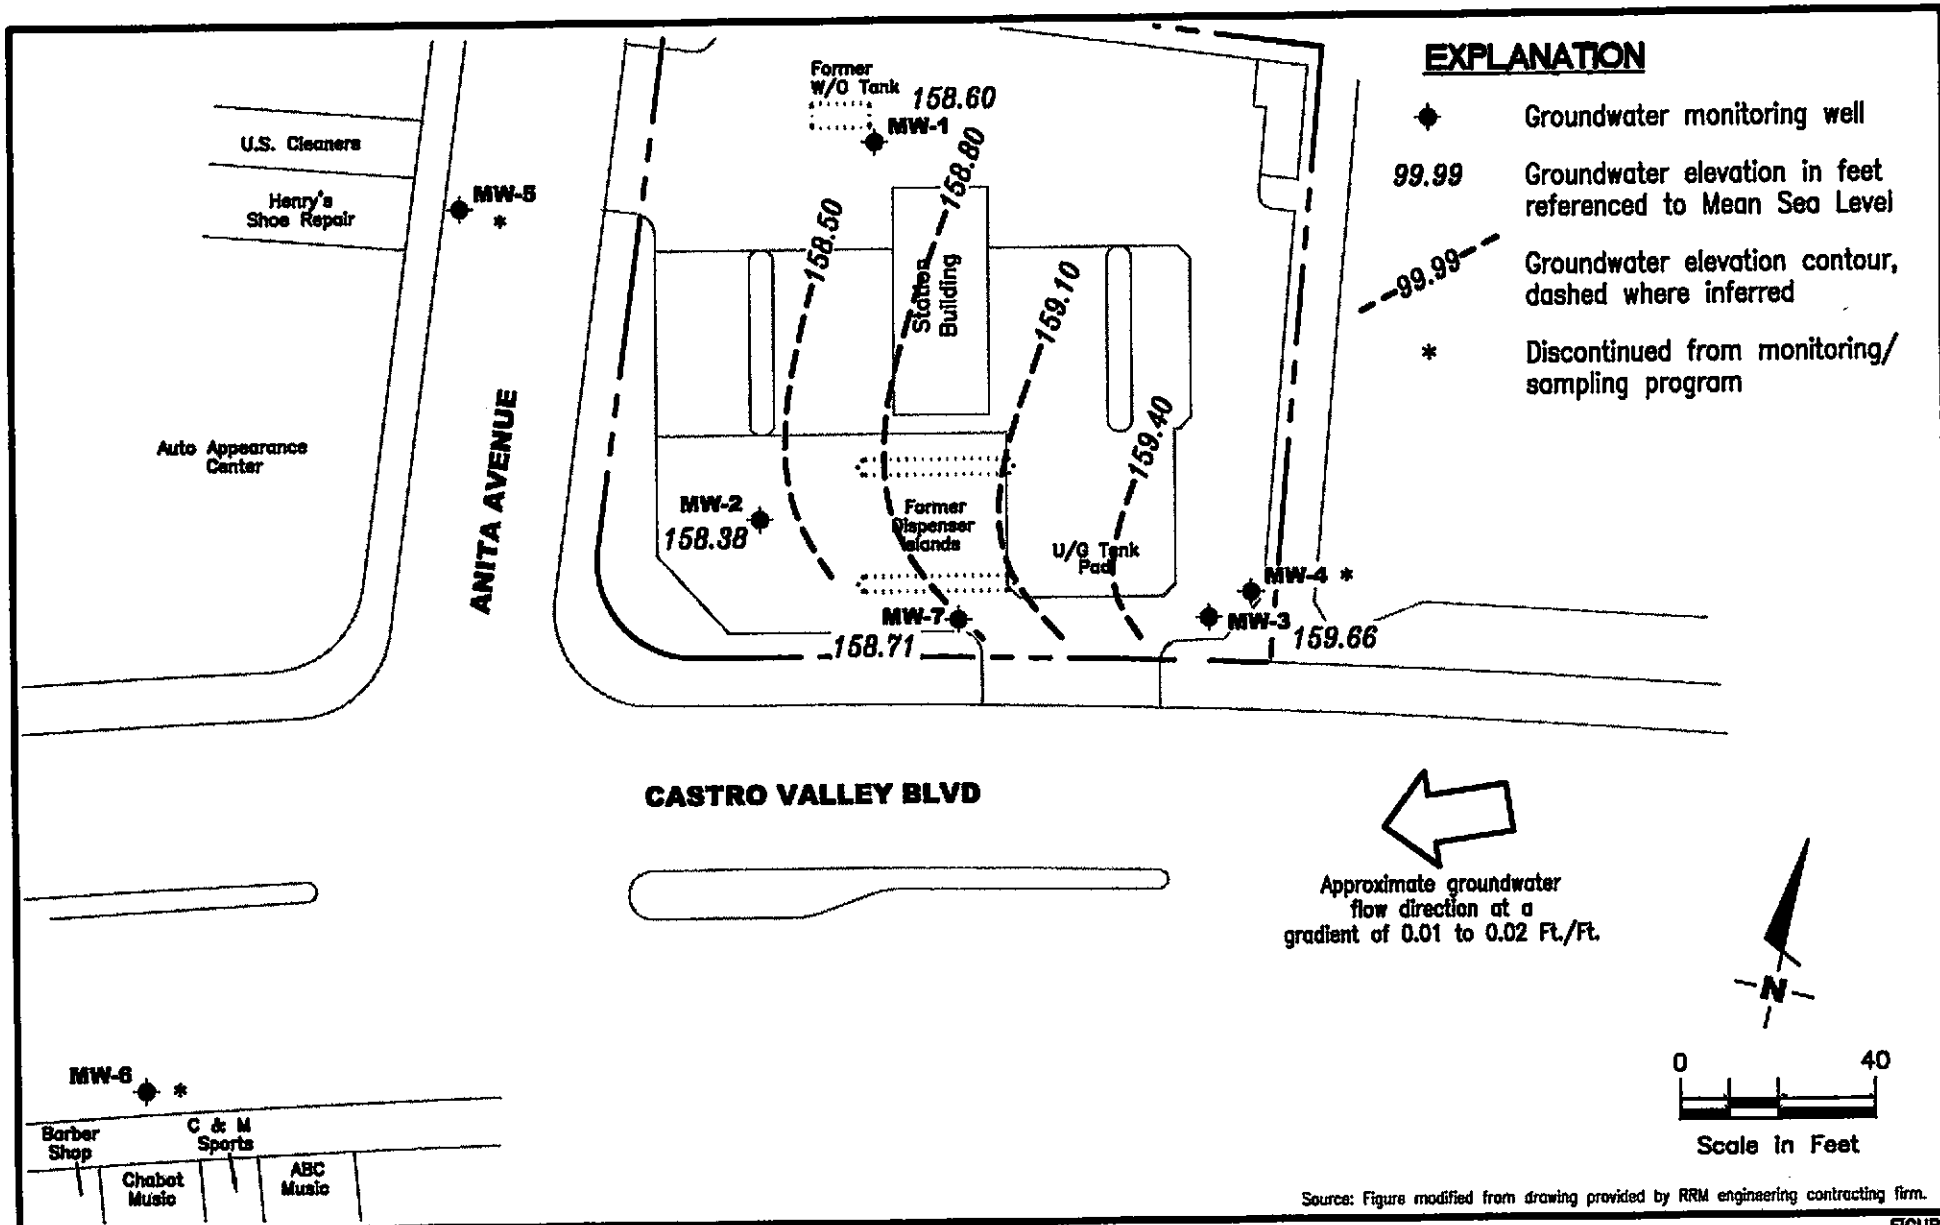 EXPLANATION
Groundwater monitoring well
99.99
Groundwater elevation in feet
referenced to Mean Sea Level
99.99
Groundwater elevation contour,
dashed where inferred
*
Discontinued from monitoring/
sampling program
Former
W/O Tank
158.60
MW-1
U.S. Cleaners
Henry's
Shoe Repair
MW-5
*
158.50
158.80
159.10
159.40
Station
Building
Auto Appearance
Center
ANITA AVENUE
MW-2
158.38
Former
Dispenser
Islands
U/G Tank
Pad
MW-4 *
MW-3
159.66
MW-7
158.71
CASTRO VALLEY BLVD
Approximate groundwater
flow direction at a
gradient of 0.01 to 0.02 Ft./Ft.
N
0 40
Scale in Feet
MW-6
*
Barber
Shop
C & M
Sports
Chabot
Music
ABC
Music
Source: Figure modified from drawing provided by RRM engineering contracting firm.